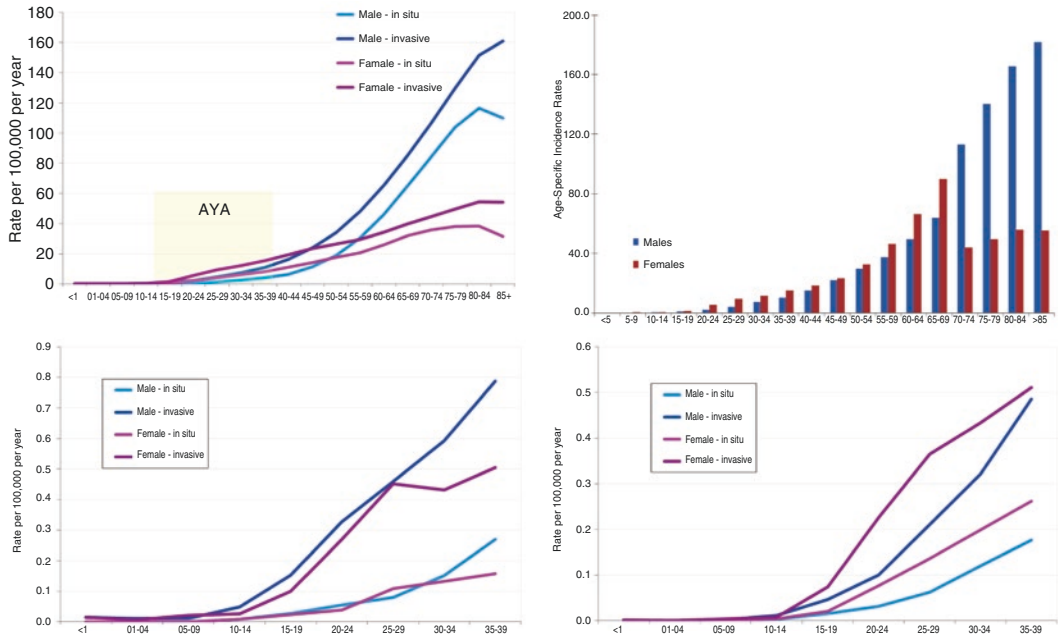 180
160
140
120
100
80
60
40
20
0
Rate per 100,000 per year
Male - in situ
Male - invasive
Famale - in situ
Famale - invasive
AYA
<1 01-04 05-09 10-14 15-19 20-24 25-29 30-34 35-39 40-44 45-49 50-54 55-59 60-64 65-69 70-74 75-79 80-84 85+
200.0
160.0
120.0
80.0
40.0
0.0
Age-Specific Incidence Rates
Males
Females
<5 5-9 10-14 15-19 20-24 25-29 30-34 35-39 40-44 45-49 50-54 55-59 60-64 65-69 70-74 75-79 80-84 >85
0.9
0.8
0.7
0.6
0.5
0.4
0.3
0.2
0.1
0.0
Rate per 100,000 per year
Male - in situ
Male - invasive
Female - in situ
Female - invasive
<1 01-04 05-09 10-14 15-19 20-24 25-29 30-34 35-39
0.6
0.5
0.4
0.3
0.2
0.1
0.0
Rate per 100,000 per year
Male - in situ
Male - invasive
Female - in situ
Female - invasive
<1 01-04 05-09 10-14 15-19 20-24 25-29 30-34 35-39